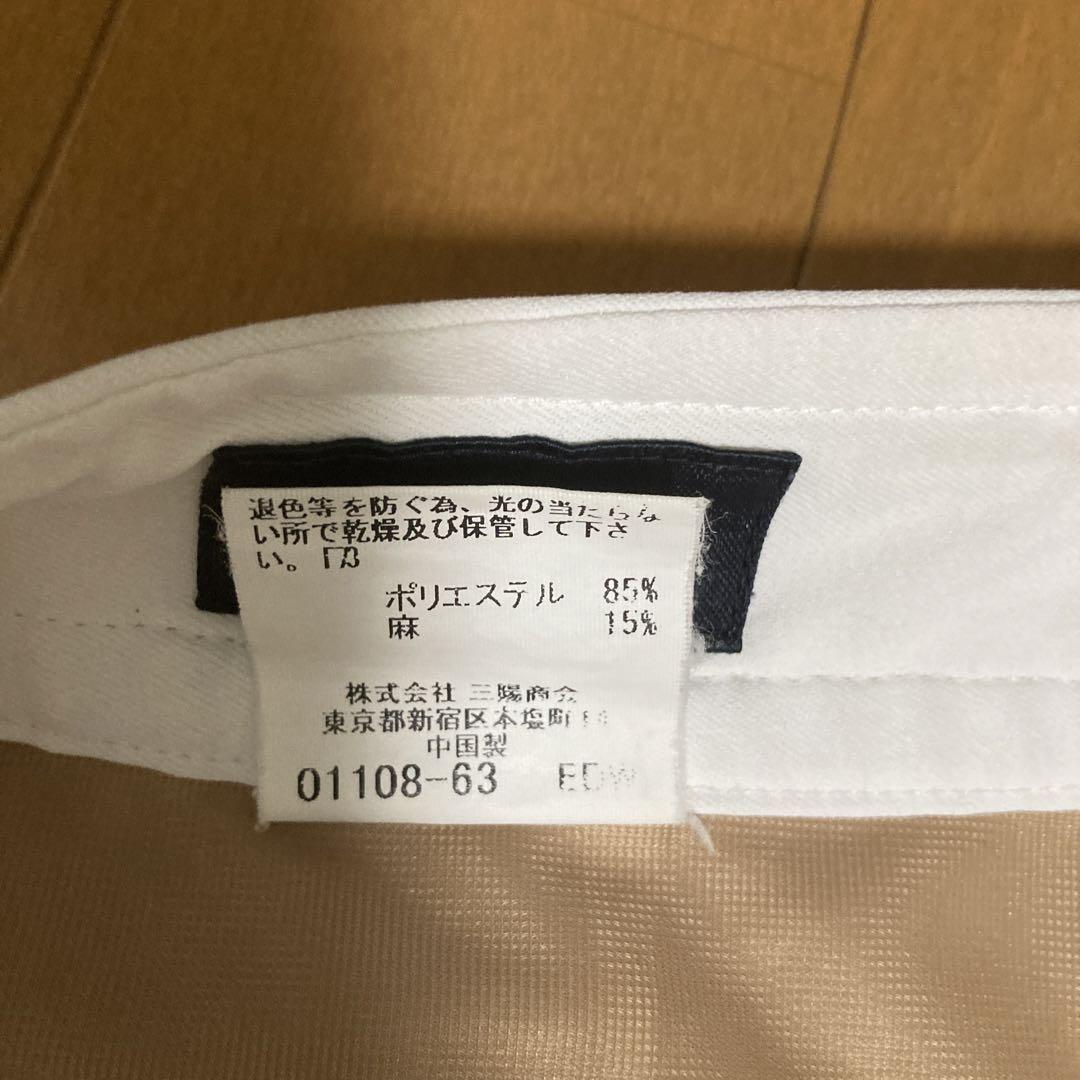 退色等を防ぐ為、光の当たらな
い所で乾燥及び保管して下さ
い。
ポリエステル 85%
麻 15%
株式会社 三陽商会
東京都新宿区本塩町
中国製
01108-63 EDW